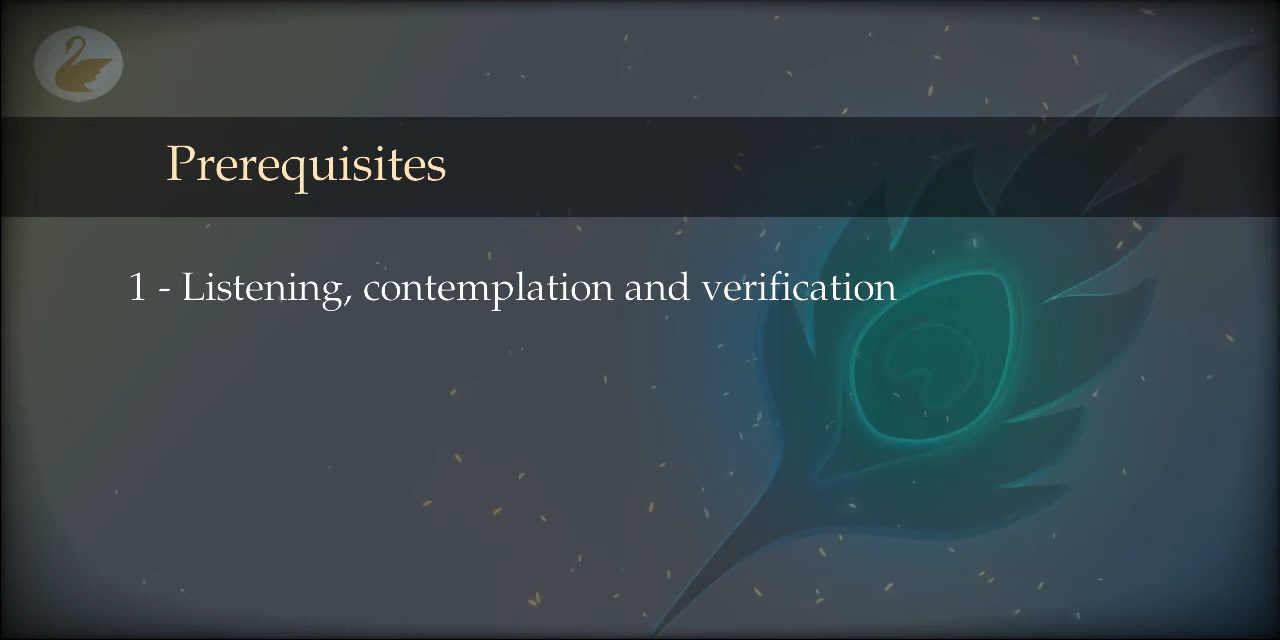 Prerequisites
1 - Listening, contemplation and verification